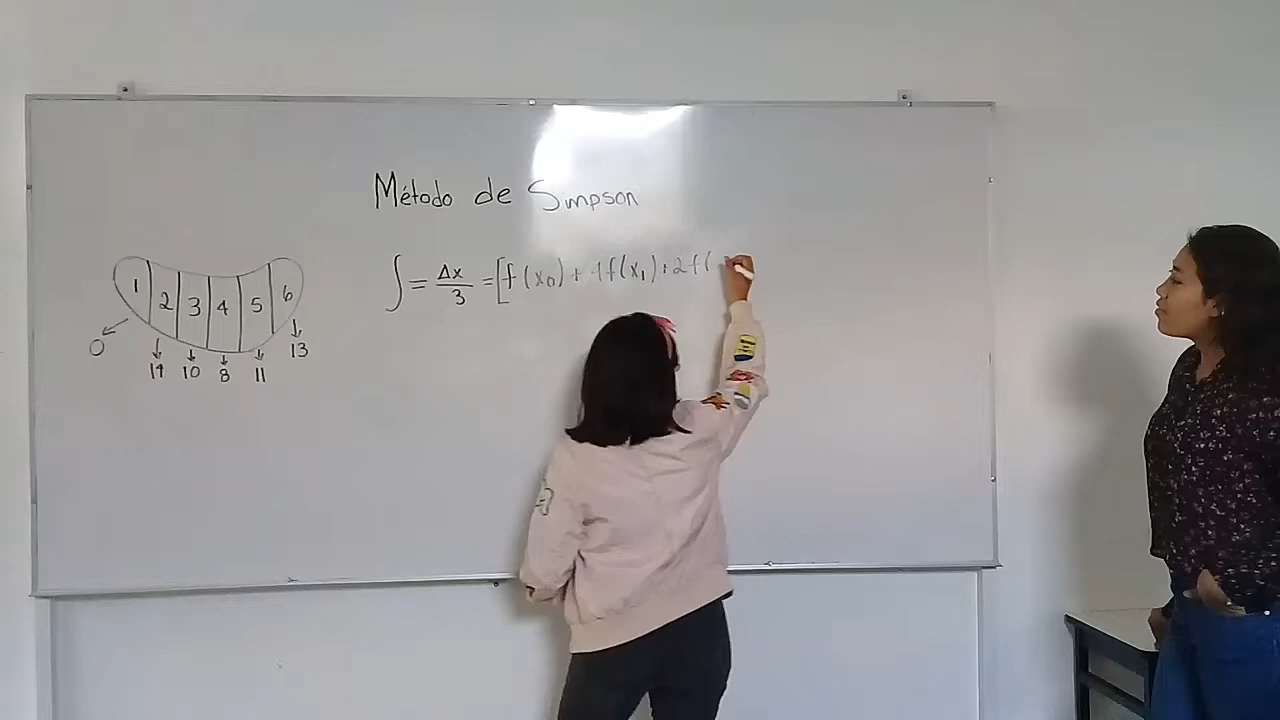 Método de Simpson
∫ = Δx/3 = [f(x₀) + 4f(x₁) + 2f(
1 2 3 4 5 6
0 14 10 8 11 13